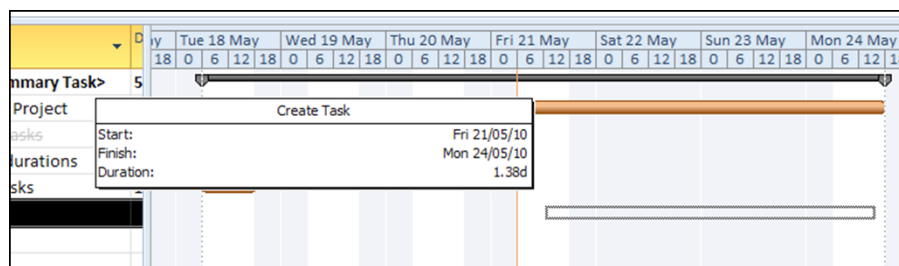 D
y Tue 18 May Wed 19 May Thu 20 May Fri 21 May Sat 22 May Sun 23 May Mon 24 May
18 0 6 12 18 0 6 12 18 0 6 12 18 0 6 12 18 0 6 12 18 0 6 12 18 0 6 12 1
mmary Task> 5
Project
Create Task
asks
Start: Fri 21/05/10
Finish: Mon 24/05/10
durations
Duration: 1.38d
sks